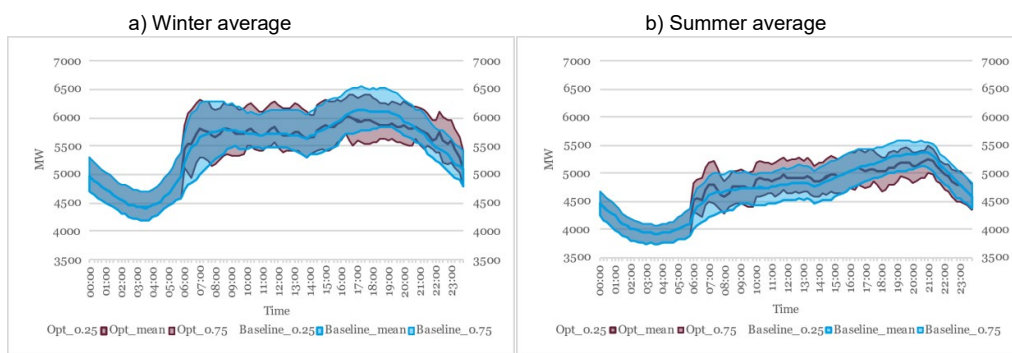 a) Winter average
b) Summer average
7000 7000
6500 6500
6000 6000
5500 5500
5000 5000
4500 4500
4000 4000
3500 3500
MW
00:00 01:00 02:00 03:00 04:00 05:00 06:00 07:00 08:00 09:00 10:00 11:00 12:00 13:00 14:00 15:00 16:00 17:00 18:00 19:00 20:00 21:00 22:00 23:00
Time
Opt_0.25 Opt_mean Opt_0.75 Baseline_0.25 Baseline_mean Baseline_0.75
7000 7000
6500 6500
6000 6000
5500 5500
5000 5000
4500 4500
4000 4000
3500 3500
MW
00:00 01:00 02:00 03:00 04:00 05:00 06:00 07:00 08:00 09:00 10:00 11:00 12:00 13:00 14:00 15:00 16:00 17:00 18:00 19:00 20:00 21:00 22:00 23:00
Time
Opt_0.25 Opt_mean Opt_0.75 Baseline_0.25 Baseline_mean Baseline_0.75